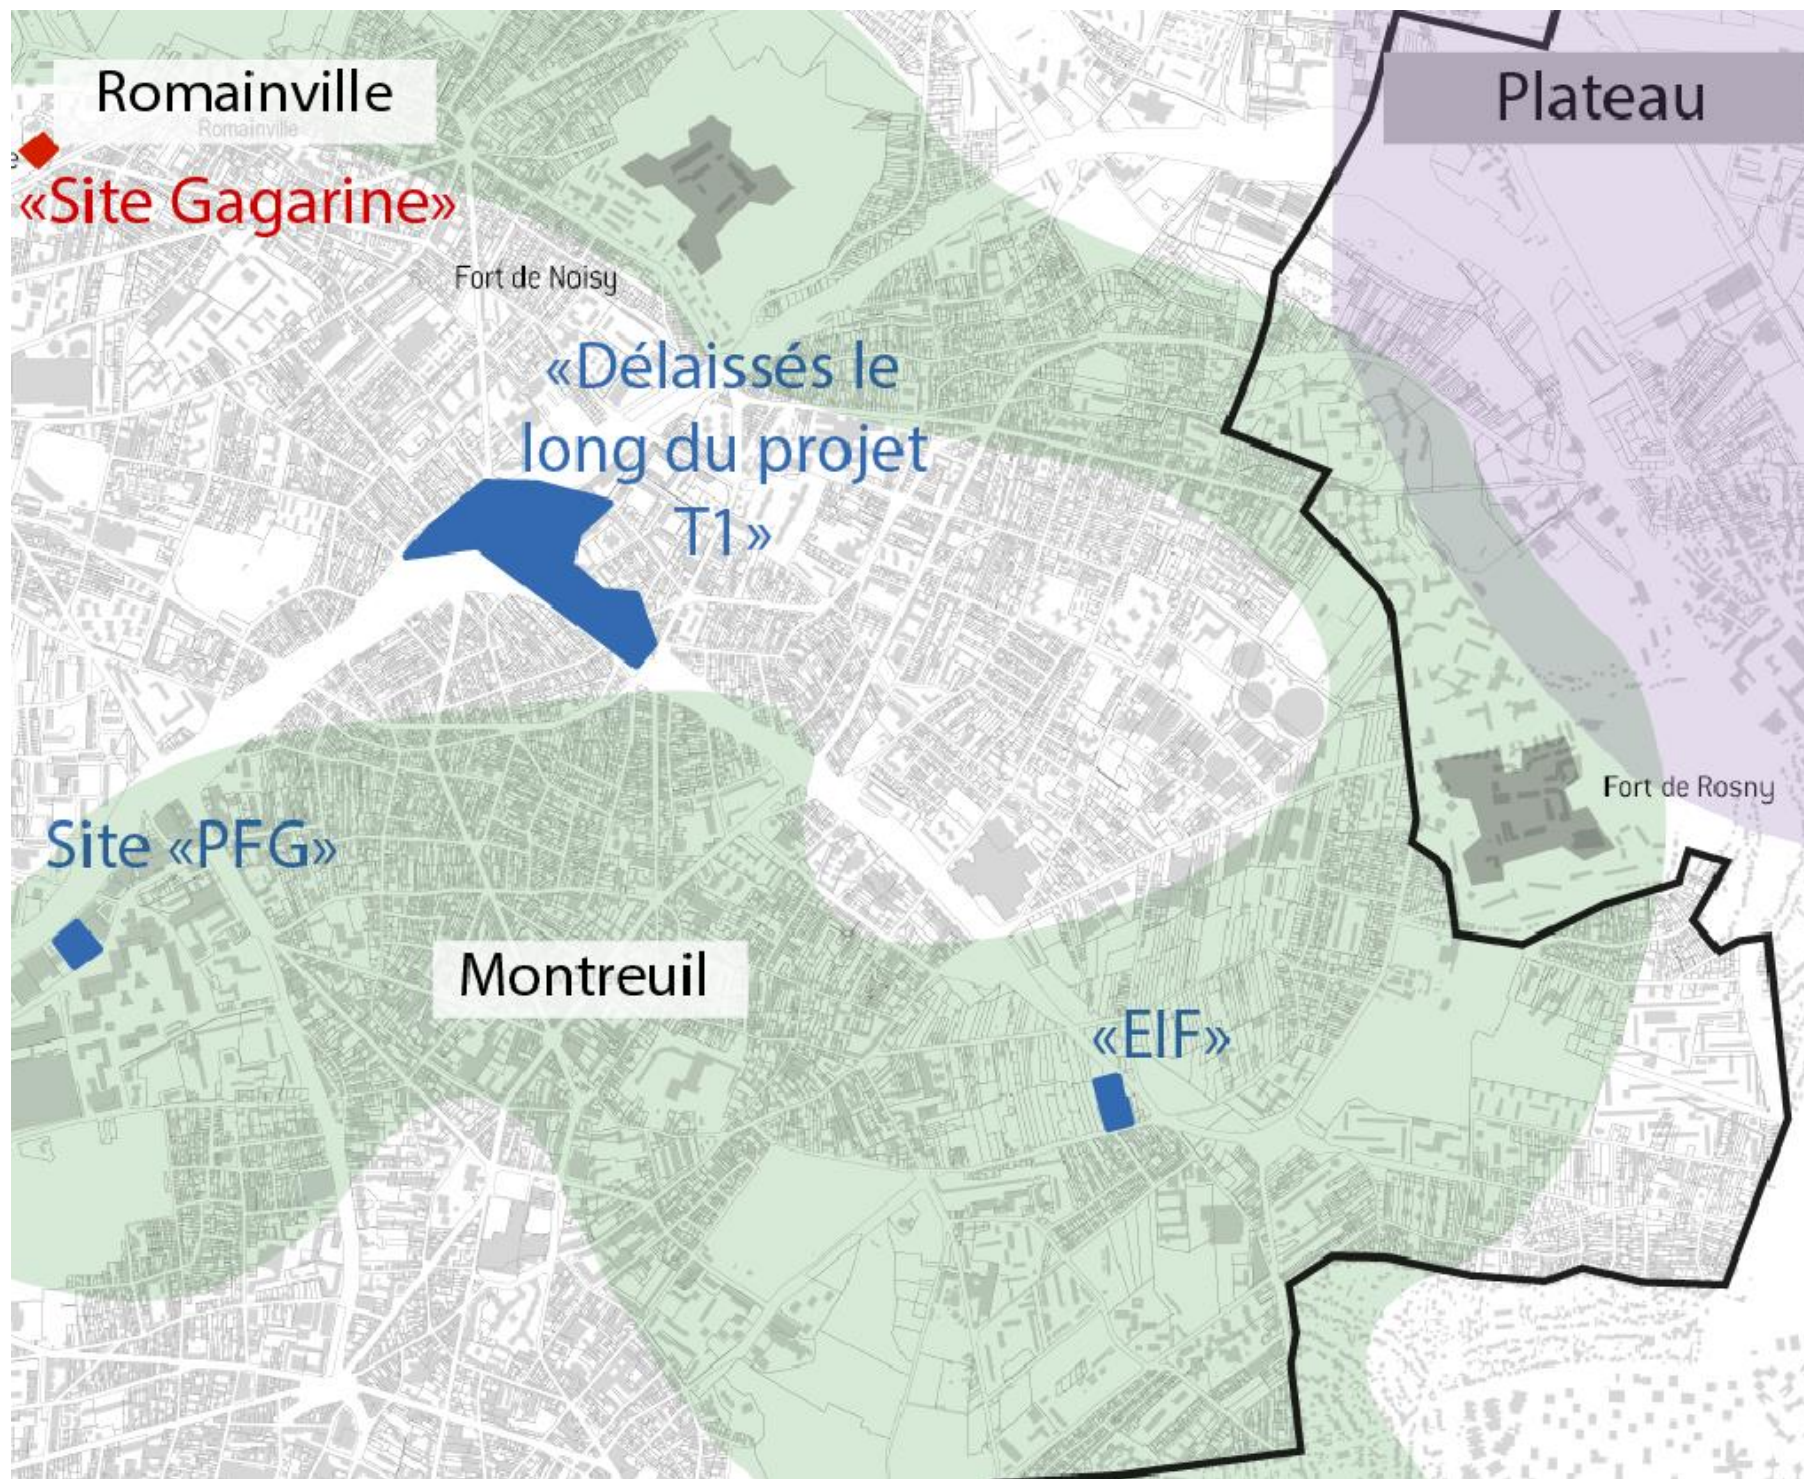 Romainville
Plateau
Romainville
e
«Site Gagarine»
Fort de Noisy
«Délaissés le
long du projet
T1»
Fort de Rosny
Site «PFG»
Montreuil
«EIF»